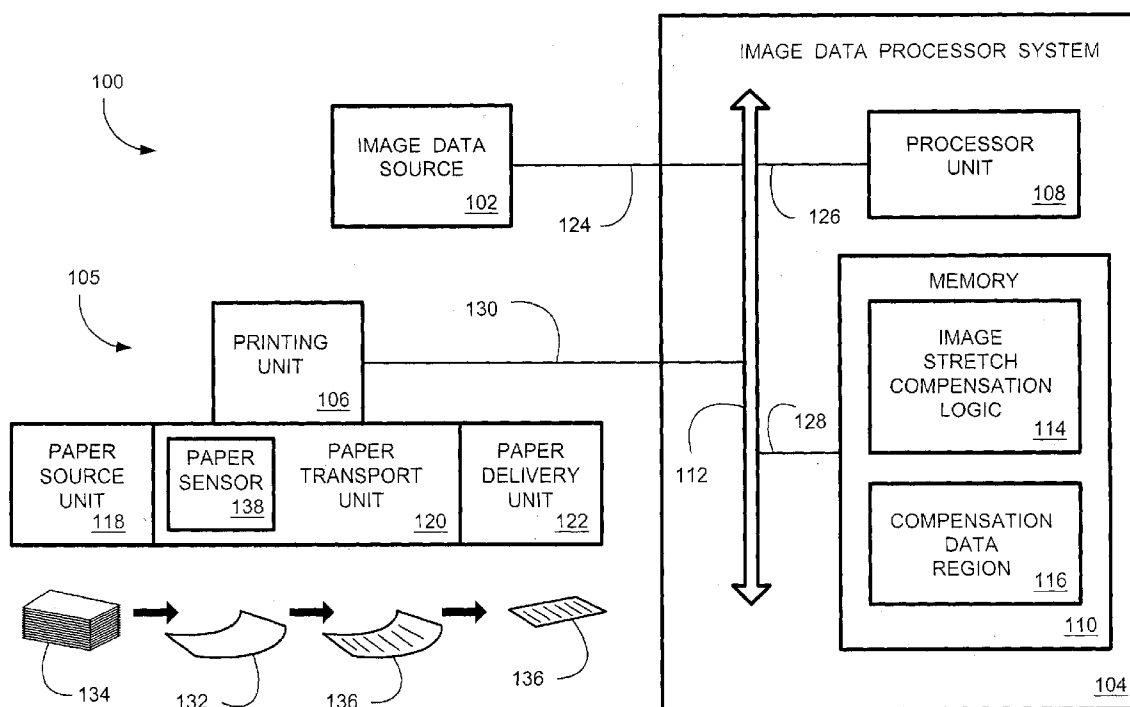 IMAGE DATA PROCESSOR SYSTEM
100
IMAGE DATA
SOURCE
102
PROCESSOR
UNIT
108
124
126
105
PRINTING
UNIT
106
130
MEMORY
IMAGE
STRETCH
COMPENSATION
LOGIC
114
112
128
PAPER
SOURCE
UNIT
118
PAPER
SENSOR
138
PAPER
TRANSPORT
UNIT
120
PAPER
DELIVERY
UNIT
122
COMPENSATION
DATA
REGION
116
110
134
132
136
136
104